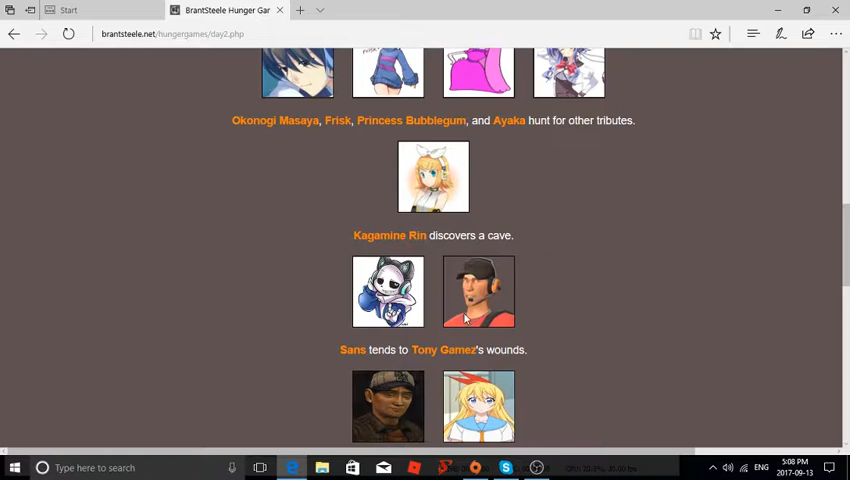 Start
BrantSteele Hunger Gar
brantsteele.net/hungergames/day2.php
Okonogi Masaya, Frisk, Princess Bubblegum, and Ayaka hunt for other tributes.
Kagamine Rin discovers a cave.
Sans tends to Tony Gamez's wounds.
Type here to search
ENG
5:08 PM
2017-09-13